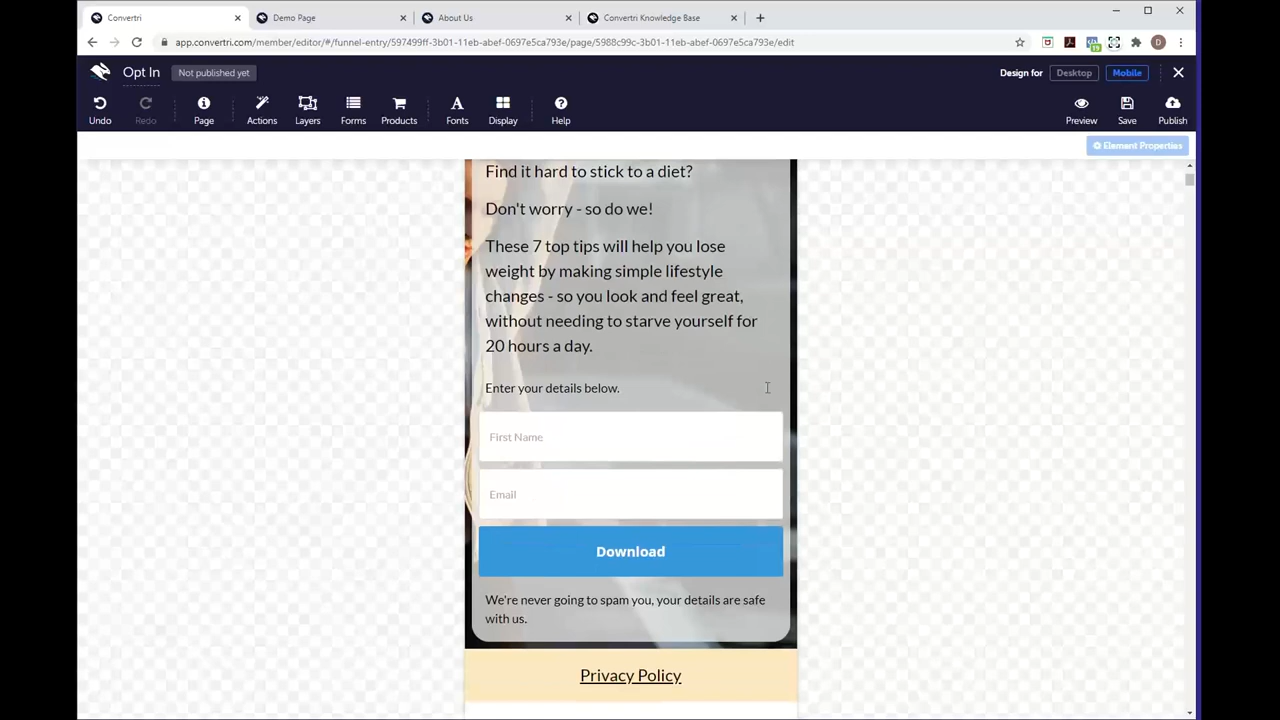 Convertri
Demo Page
About Us
Convertri Knowledge Base
app.convertri.com/member/editor/#/funnel-entry/597499ff-3b01-11eb-abef-0697e5ca793e/page/5988c99c-3b01-11eb-abef-0697e5ca793e/edit
19
D
Opt In
Not published yet
Design for
Desktop
Mobile
Undo
Redo
Page
Actions
Layers
Forms
Products
Fonts
Display
Help
Preview
Save
Publish
Element Properties
Find it hard to stick to a diet?
Don't worry - so do we!
These 7 top tips will help you lose
weight by making simple lifestyle
changes - so you look and feel great,
without needing to starve yourself for
20 hours a day.
Enter your details below.
First Name
Email
Download
We're never going to spam you, your details are safe
with us.
Privacy Policy